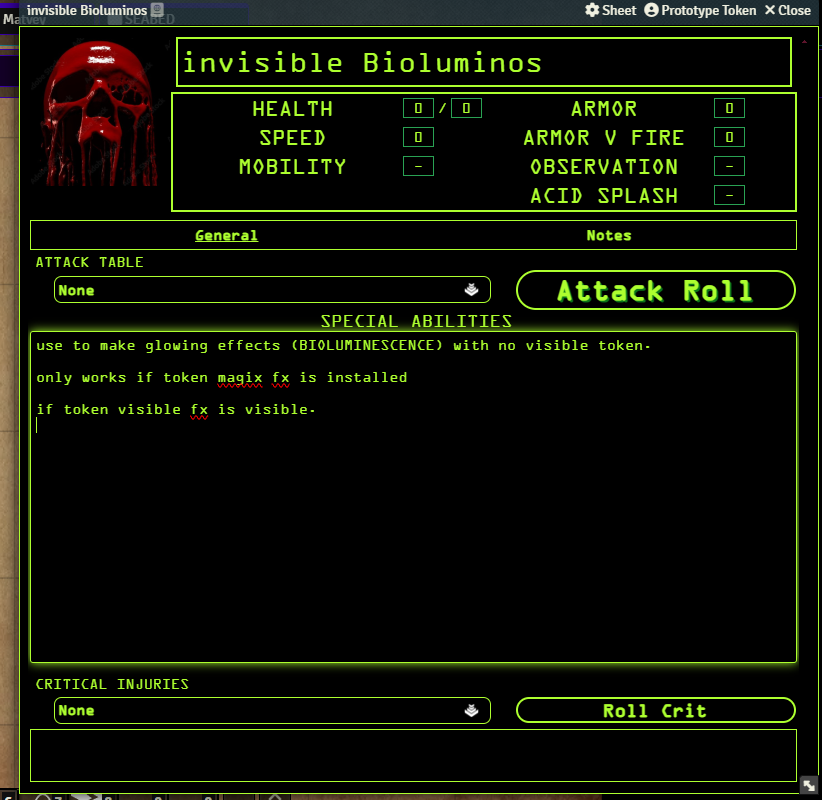 Matvey
SEABED
invisible Bioluminos
Sheet
Prototype Token
Close
invisible Bioluminos
HEALTH 0 / 0
ARMOR 0
SPEED 0
ARMOR V FIRE 0
MOBILITY -
OBSERVATION -
ACID SPLASH -
General
Notes
ATTACK TABLE
None
Attack Roll
SPECIAL ABILITIES
use to make glowing effects (BIOLUMINESCENCE) with no visible token.
only works if token magix fx is installed
if token visible fx is visible.
CRITICAL INJURIES
None
Roll Crit